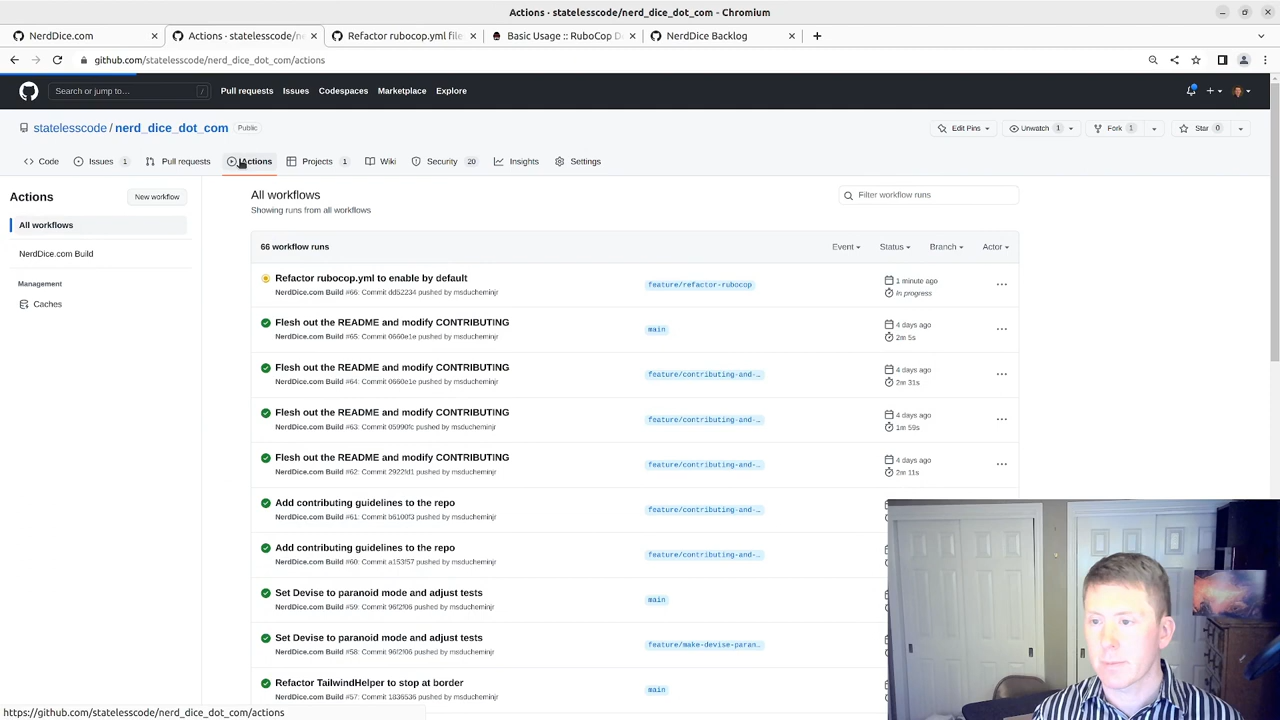 Actions · statelesscode/nerd_dice_dot_com - Chromium
NerdDice.com
Actions · statelesscode/ne
Refactor rubocop.yml file
Basic Usage :: RuboCop D
NerdDice Backlog
github.com/statelesscode/nerd_dice_dot_com/actions
Search or jump to…
/
Pull requests
Issues
Codespaces
Marketplace
Explore
statelesscode / nerd_dice_dot_com
Public
Edit Pins
Unwatch 1
Fork 1
Star 0
Code
Issues 1
Pull requests
Actions
Projects 1
Wiki
Security 20
Insights
Settings
Actions
New workflow
All workflows
NerdDice.com Build
Management
Caches
All workflows
Showing runs from all workflows
Filter workflow runs
66 workflow runs
Event
Status
Branch
Actor
Refactor rubocop.yml to enable by default
NerdDice.com Build #66: Commit dd52234 pushed by msducheminjr
feature/refactor-rubocop
1 minute ago
In progress
Flesh out the README and modify CONTRIBUTING
NerdDice.com Build #65: Commit 0660e1e pushed by msducheminjr
main
4 days ago
2m 5s
Flesh out the README and modify CONTRIBUTING
NerdDice.com Build #64: Commit 0660e1e pushed by msducheminjr
feature/contributing-and-…
4 days ago
2m 31s
Flesh out the README and modify CONTRIBUTING
NerdDice.com Build #63: Commit 05990fc pushed by msducheminjr
feature/contributing-and-…
4 days ago
1m 59s
Flesh out the README and modify CONTRIBUTING
NerdDice.com Build #62: Commit 2922fd1 pushed by msducheminjr
feature/contributing-and-…
4 days ago
2m 11s
Add contributing guidelines to the repo
NerdDice.com Build #61: Commit b6100f3 pushed by msducheminjr
feature/contributing-and-…
Add contributing guidelines to the repo
NerdDice.com Build #60: Commit a153f57 pushed by msducheminjr
feature/contributing-and-…
Set Devise to paranoid mode and adjust tests
NerdDice.com Build #59: Commit 96f2f06 pushed by msducheminjr
main
Set Devise to paranoid mode and adjust tests
NerdDice.com Build #58: Commit 96f2f06 pushed by msducheminjr
feature/make-devise-paran…
Refactor TailwindHelper to stop at border
NerdDice.com Build #57: Commit 1836536 pushed by msducheminjr
main
https://github.com/statelesscode/nerd_dice_dot_com/actions